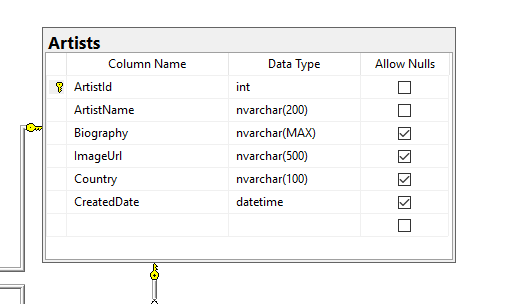 Artists
Column Name Data Type Allow Nulls
ArtistId int
ArtistName nvarchar(200)
Biography nvarchar(MAX)
ImageUrl nvarchar(500)
Country nvarchar(100)
CreatedDate datetime